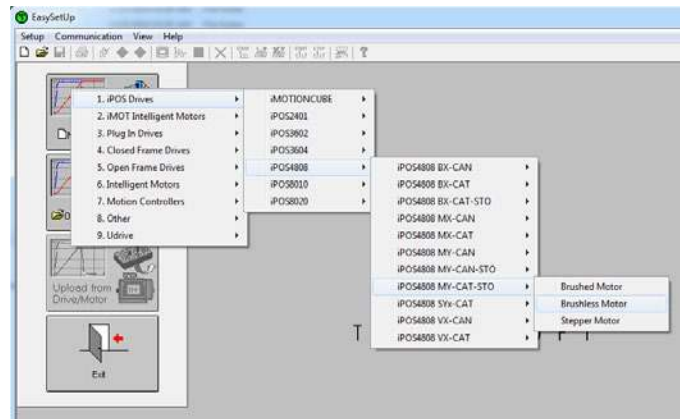 EasySetUp
Setup Communication View Help
1. iPOS Drives
2. iMOT Intelligent Motors
3. Plug In Drives
4. Closed Frame Drives
5. Open Frame Drives
6. Intelligent Motors
7. Motion Controllers
8. Other
9. Udrive
iMOTIONCUBE
iPOS2401
iPOS3602
iPOS3604
iPOS4808
iPOS8010
iPOS8020
iPOS4808 BX-CAN
iPOS4808 BX-CAT
iPOS4808 BX-CAT-STO
iPOS4808 MX-CAN
iPOS4808 MX-CAT
iPOS4808 MY-CAN
iPOS4808 MY-CAN-STO
iPOS4808 MY-CAT-STO
iPOS4808 SYx-CAT
iPOS4808 VX-CAN
iPOS4808 VX-CAT
Brushed Motor
Brushless Motor
Stepper Motor
Upload from
Drive/Motor
Exit
T